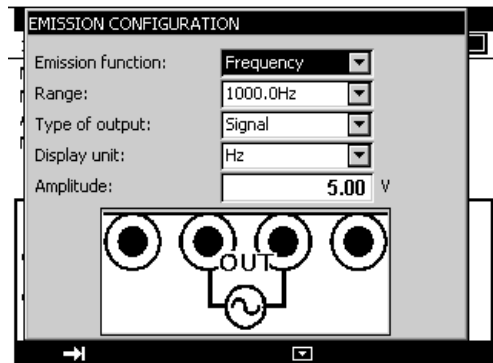 EMISSION CONFIGURATION
Emission function: Frequency
Range: 1000.0Hz
Type of output: Signal
Display unit: Hz
Amplitude: 5.00 V
OUT